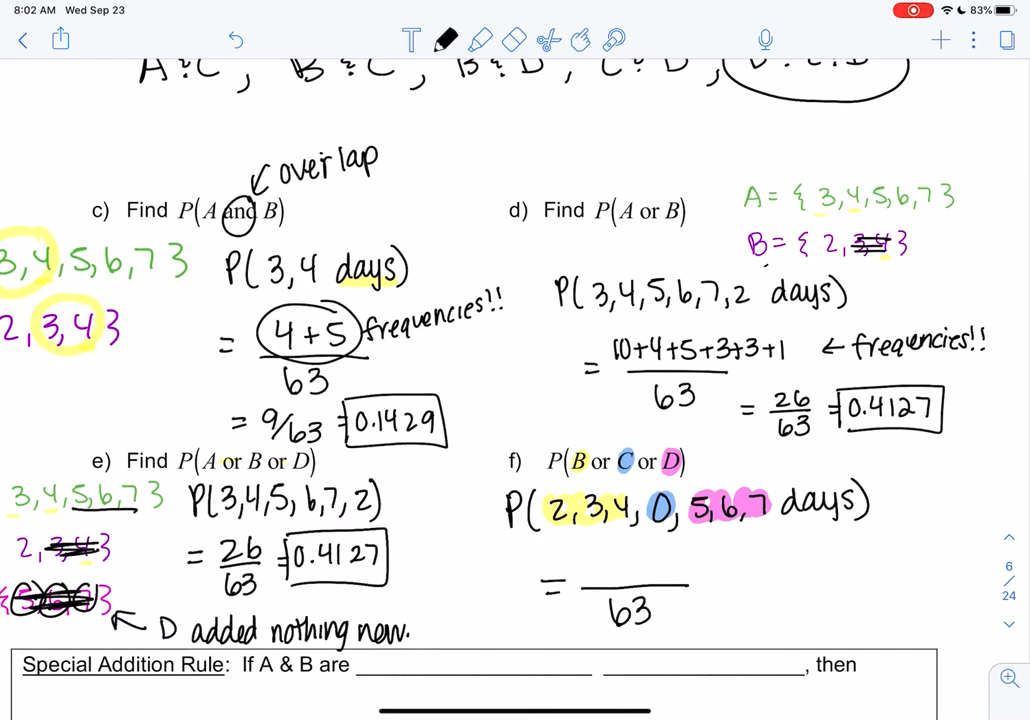 8:02 AM Wed Sep 23
83%
A & C, B & C, B & D, C & D,
overlap
c) Find P(A and B)
3,4,5,6,7}
2,3,4}
P(3,4 days)
= 4+5 frequencies!!
63
= 9/63 = 0.1429
d) Find P(A or B)
A = { 3,4,5,6,7 }
B = { 2, 3,4 }
P(3,4,5,6,7,2 days)
= 10+4+5+3+3+1 ← frequencies!!
63
= 26/63 = 0.4127
e) Find P(A or B or D)
3,4,5,6,7}
2, 3,4}
{5,6,7}
P(3,4,5,6,7,2)
= 26/63 = 0.4127
D added nothing new.
f) P(B or C or D)
P(2,3,4,0,5,6,7 days)
=
63
Special Addition Rule: If A & B are ____ ____, then
6
24